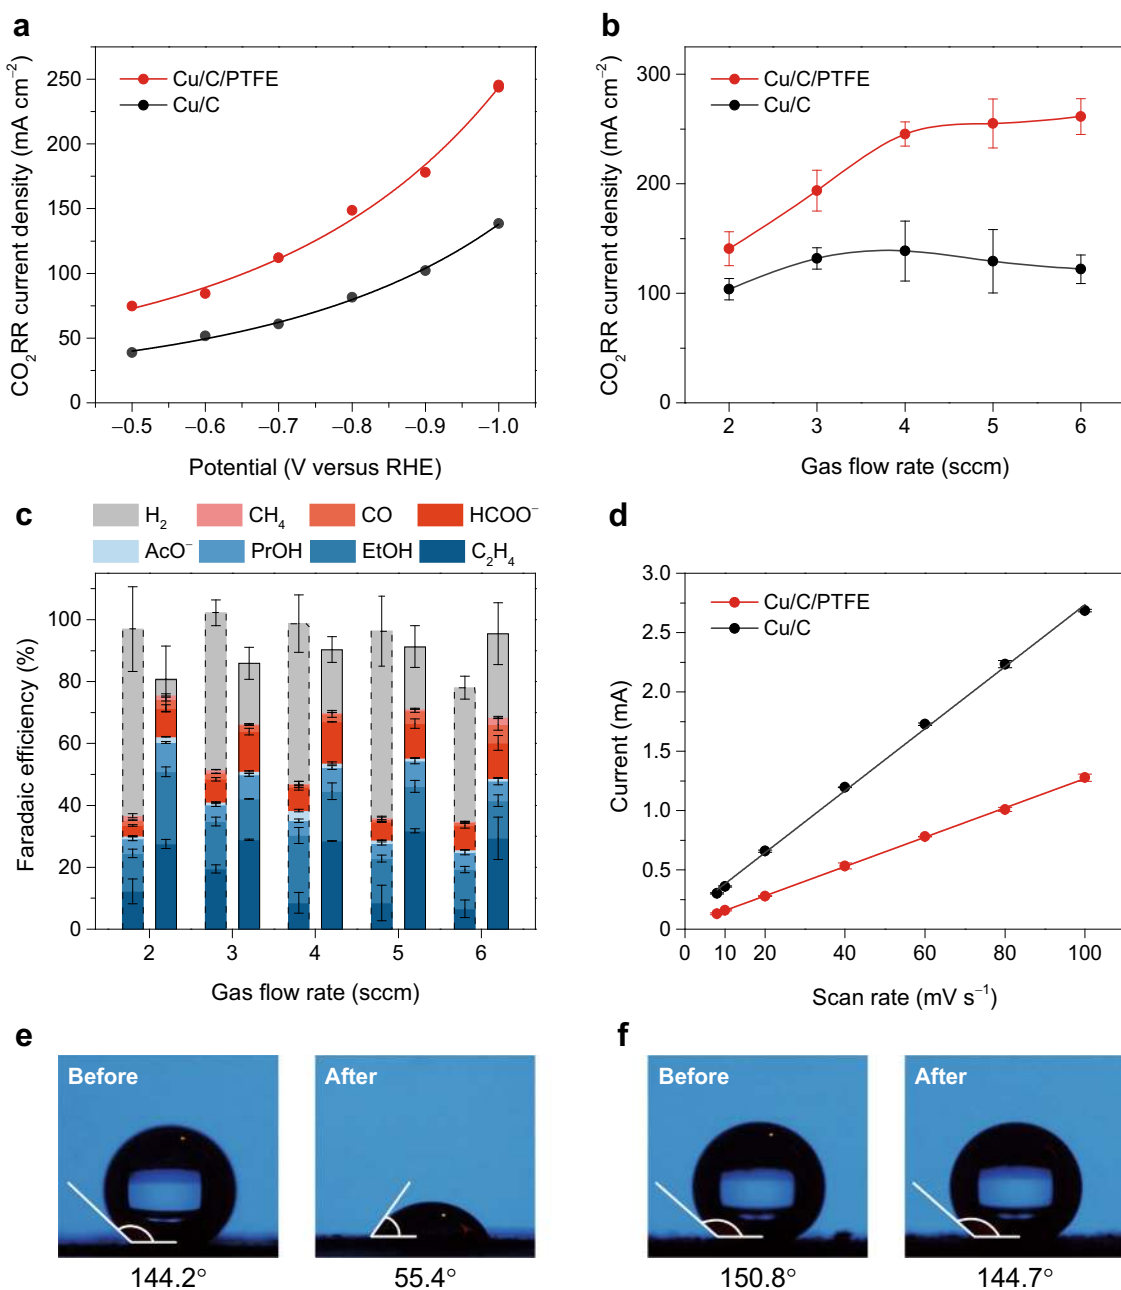 a
CO₂RR current density (mA cm⁻²)
250
200
150
100
50
0
Cu/C/PTFE
Cu/C
−0.5 −0.6 −0.7 −0.8 −0.9 −1.0
Potential (V versus RHE)
b
CO₂RR current density (mA cm⁻²)
300
200
100
0
Cu/C/PTFE
Cu/C
2 3 4 5 6
Gas flow rate (sccm)
c
H₂ CH₄ CO HCOO⁻
AcO⁻ PrOH EtOH C₂H₄
Faradaic efficiency (%)
100
80
60
40
20
0
2 3 4 5 6
Gas flow rate (sccm)
d
Current (mA)
3.0
2.5
2.0
1.5
1.0
0.5
0
Cu/C/PTFE
Cu/C
0 10 20 40 60 80 100
Scan rate (mV s⁻¹)
e
Before After
144.2° 55.4°
f
Before After
150.8° 144.7°